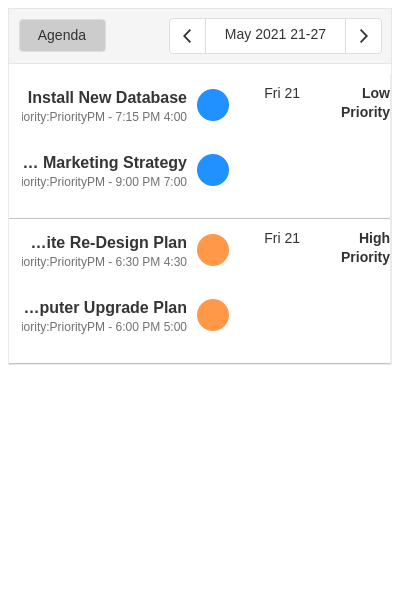 Agenda
May 2021 21-27
Low Priority
Fri 21
Install New Database
iority:PriorityPM - 7:15 PM 4:00
... Marketing Strategy
iority:PriorityPM - 9:00 PM 7:00
High Priority
Fri 21
...ite Re-Design Plan
iority:PriorityPM - 6:30 PM 4:30
...puter Upgrade Plan
iority:PriorityPM - 6:00 PM 5:00